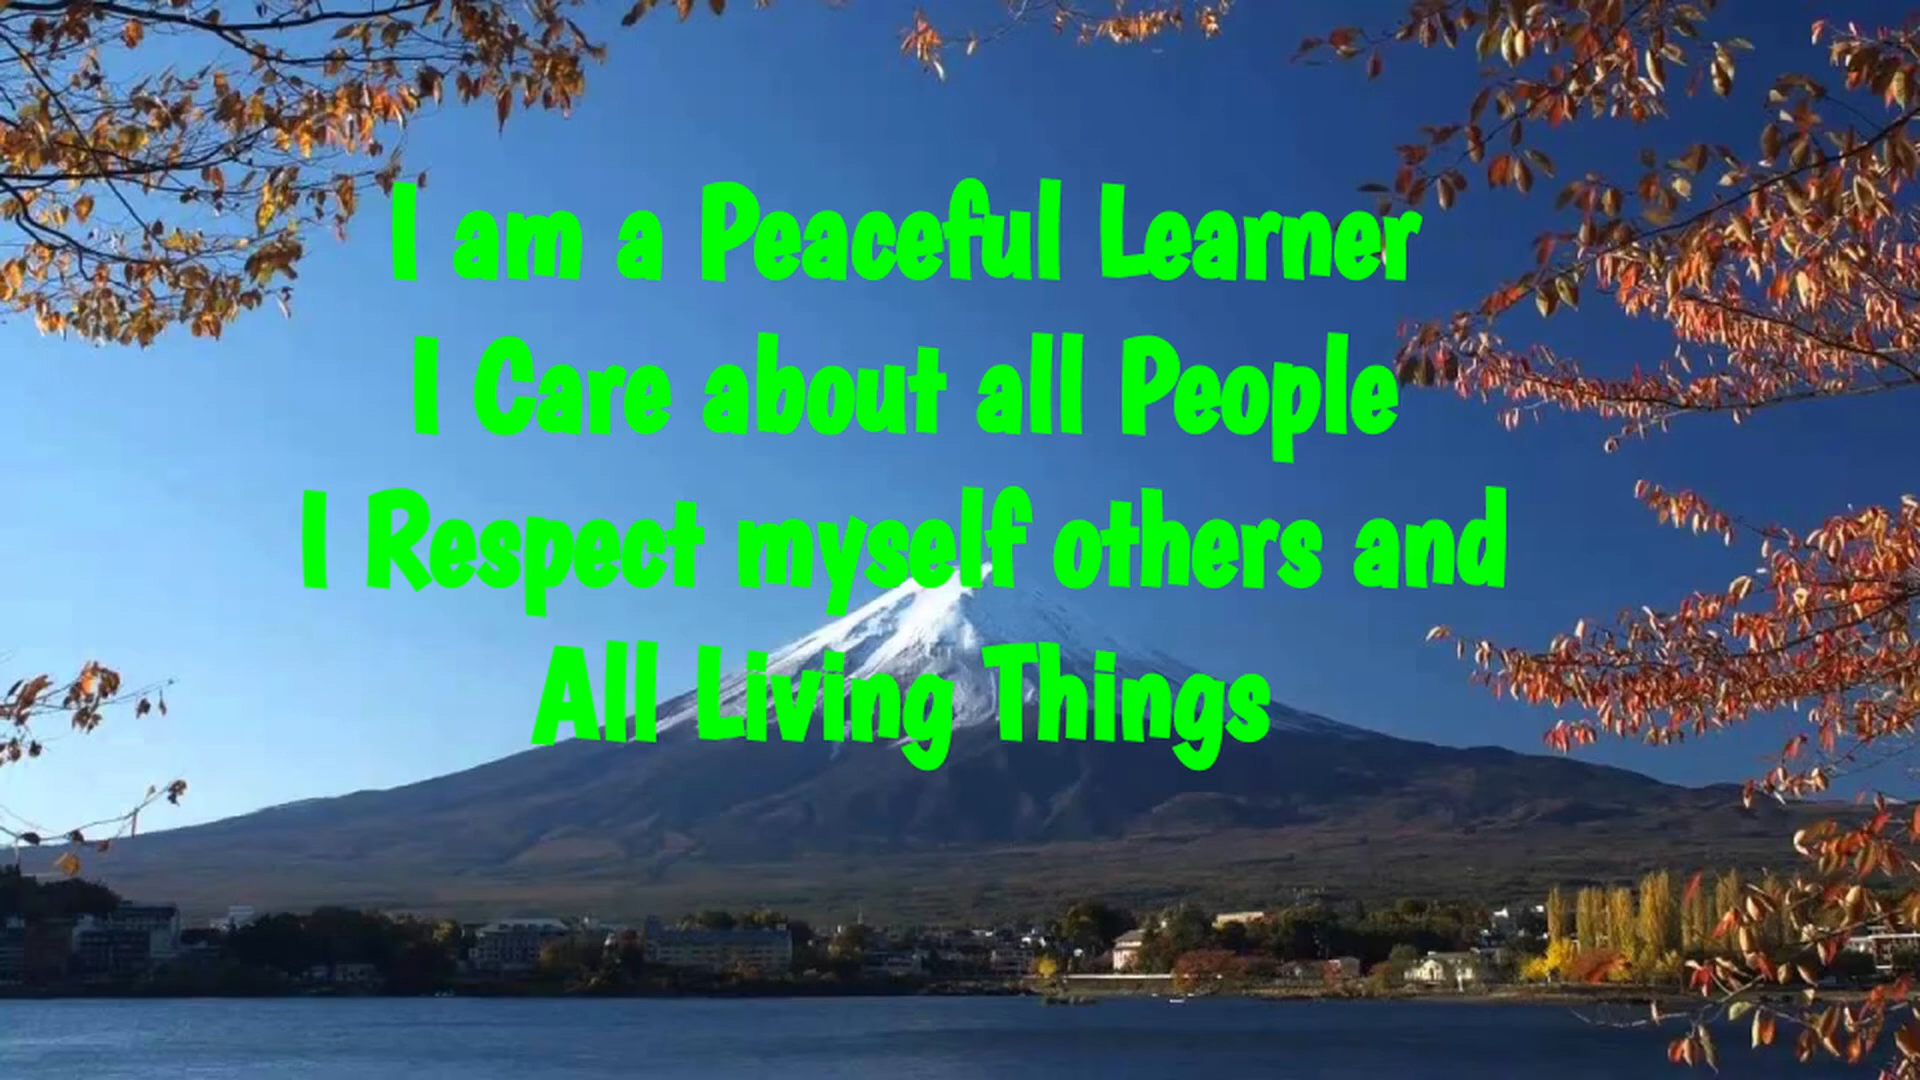 I am a Peaceful Learner
I Care about all People
I Respect myself others and
All Living Things